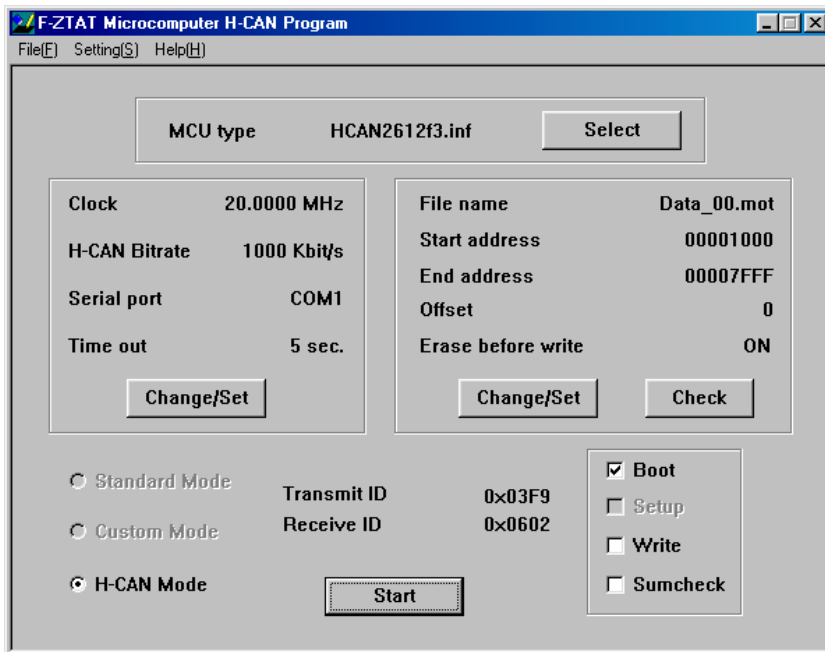 F-ZTAT Microcomputer H-CAN Program
File(F) Setting(S) Help(H)
MCU type HCAN2612f3.inf Select
Clock 20.0000 MHz
H-CAN Bitrate 1000 Kbit/s
Serial port COM1
Time out 5 sec.
Change/Set
File name Data_00.mot
Start address 00001000
End address 00007FFF
Offset 0
Erase before write ON
Change/Set Check
Standard Mode
Custom Mode
H-CAN Mode
Transmit ID 0x03F9
Receive ID 0x0602
Start
Boot
Setup
Write
Sumcheck